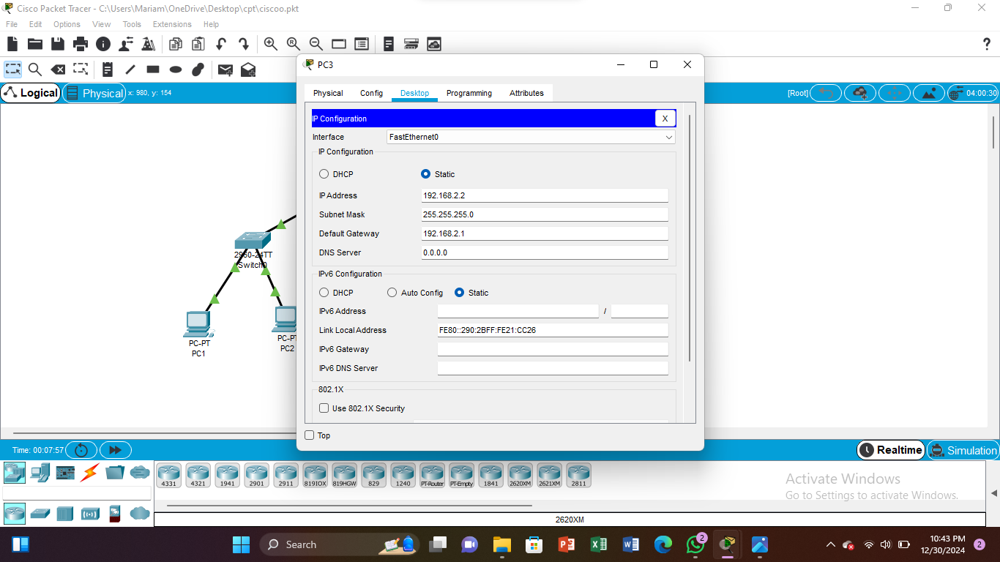 Cisco Packet Tracer - C:\Users\Mariam\OneDrive\Desktop\cpt\ciscoo.pkt
File Edit Options View Tools Extensions Help
PC3
Logical Physical x: 980, y: 154
[Root] 04:00:30
Physical Config Desktop Programming Attributes
IP Configuration X
Interface FastEthernet0
IP Configuration
DHCP Static
IP Address 192.168.2.2
Subnet Mask 255.255.255.0
Default Gateway 192.168.2.1
DNS Server 0.0.0.0
IPv6 Configuration
DHCP Auto Config Static
IPv6 Address /
Link Local Address FE80::290:2BFF:FE21:CC26
IPv6 Gateway
IPv6 DNS Server
802.1X
Use 802.1X Security
Top
2960-24TT
Switch0
PC-PT
PC1
PC-PT
PC2
Time: 00:07:57
Realtime Simulation
4331 4321 1941 2901 2911 819IOX 819HGW 829 1240 PT-Router PT-Empty 1841 2620XM 2621XM 2811
Activate Windows
Go to Settings to activate Windows.
2620XM
Search
2
10:43 PM
12/30/2024
2